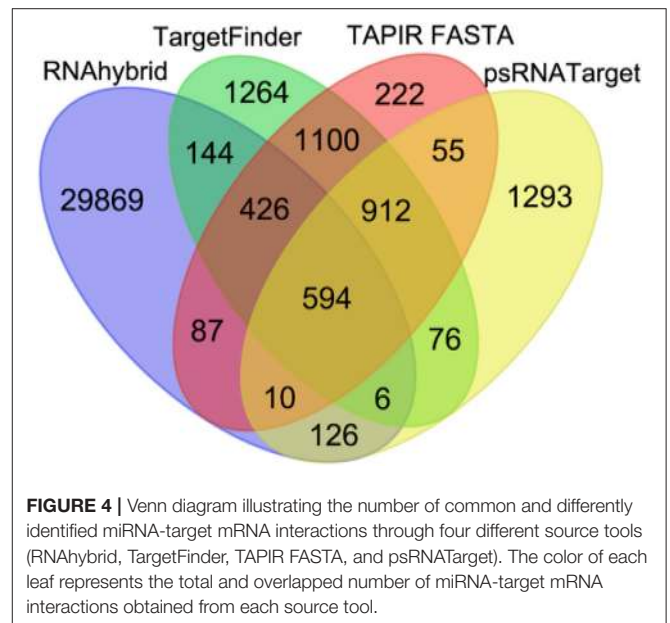 TargetFinder TAPIR FASTA
RNAhybrid psRNATarget
1264 222
144 1100 55
29869 426 912 1293
594
87 76
10 6
126
FIGURE 4 | Venn diagram illustrating the number of common and differently
identified miRNA-target mRNA interactions through four different source tools
(RNAhybrid, TargetFinder, TAPIR FASTA, and psRNATarget). The color of each
leaf represents the total and overlapped number of miRNA-target mRNA
interactions obtained from each source tool.